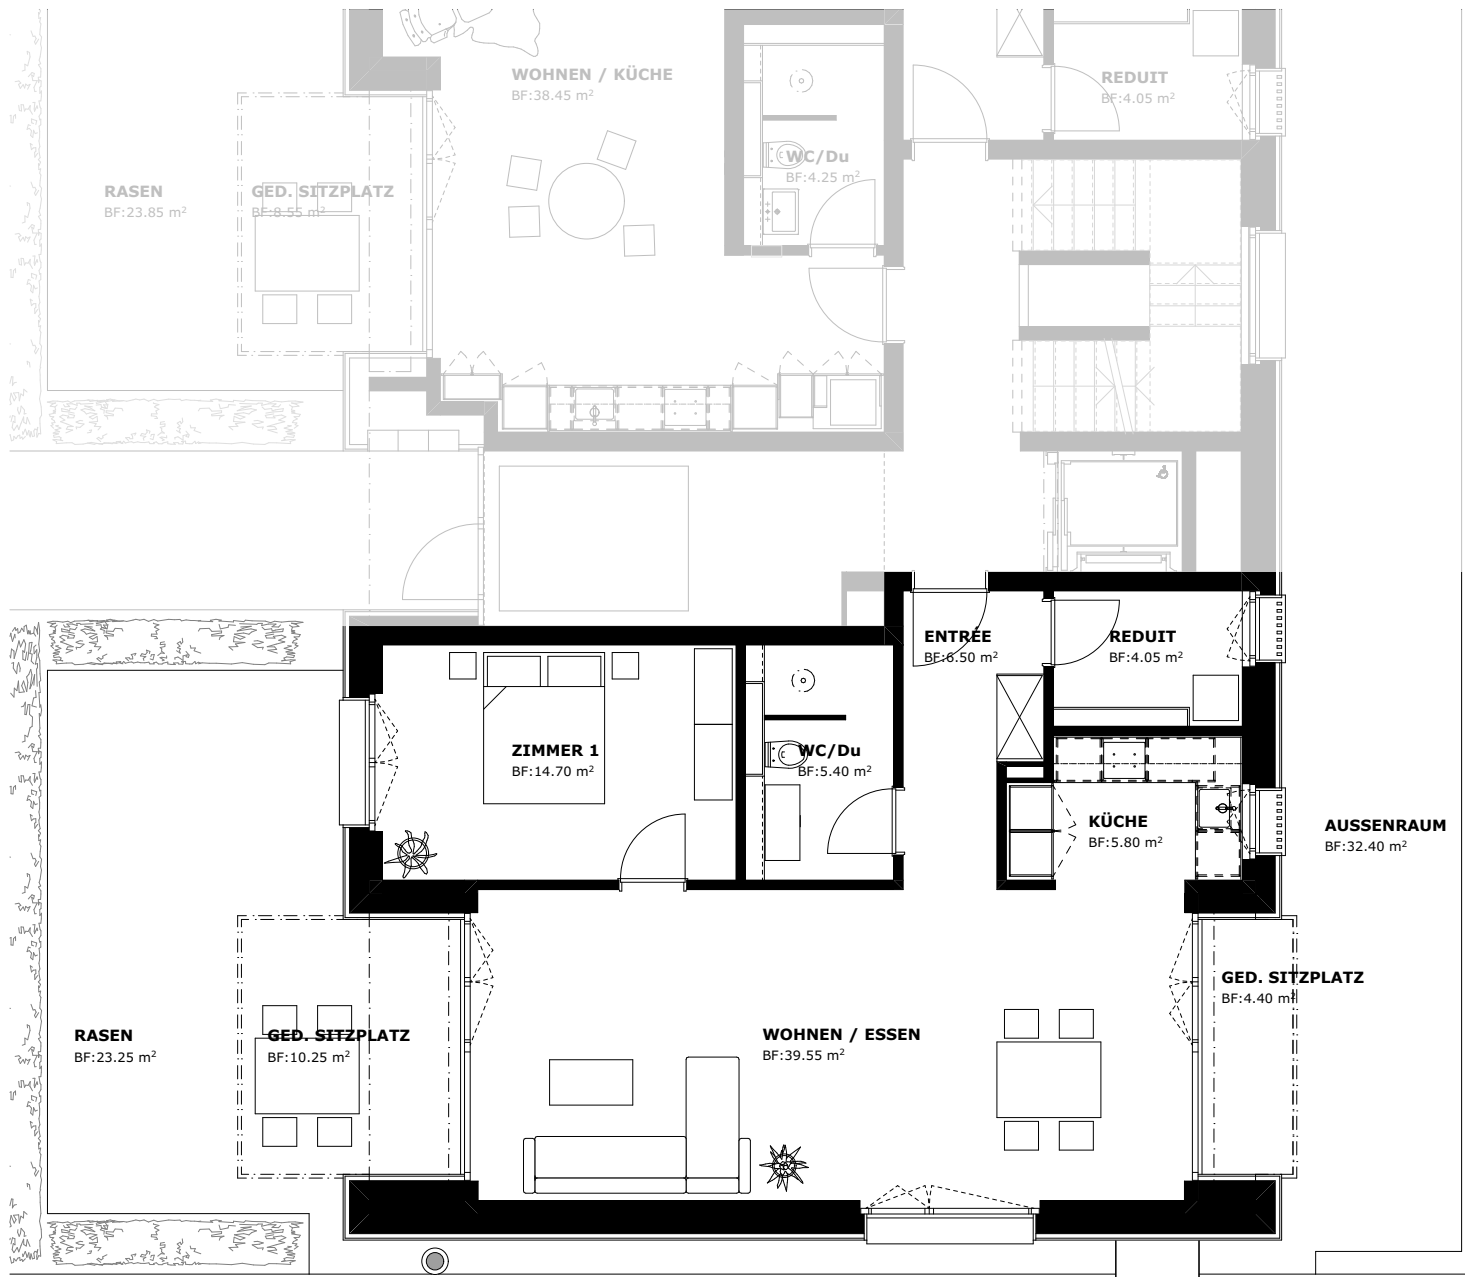 WOHNEN / KÜCHE
BF:38.45 m²
REDUIT
BF:4.05 m²
WC/Du
BF:4.25 m²
RASEN
BF:23.85 m²
GED. SITZPLATZ
BF:8.55 m²
ENTRÉE
BF:6.50 m²
REDUIT
BF:4.05 m²
ZIMMER 1
BF:14.70 m²
WC/Du
BF:5.40 m²
KÜCHE
BF:5.80 m²
AUSSENRAUM
BF:32.40 m²
GED. SITZPLATZ
BF:4.40 m²
RASEN
BF:23.25 m²
GED. SITZPLATZ
BF:10.25 m²
WOHNEN / ESSEN
BF:39.55 m²